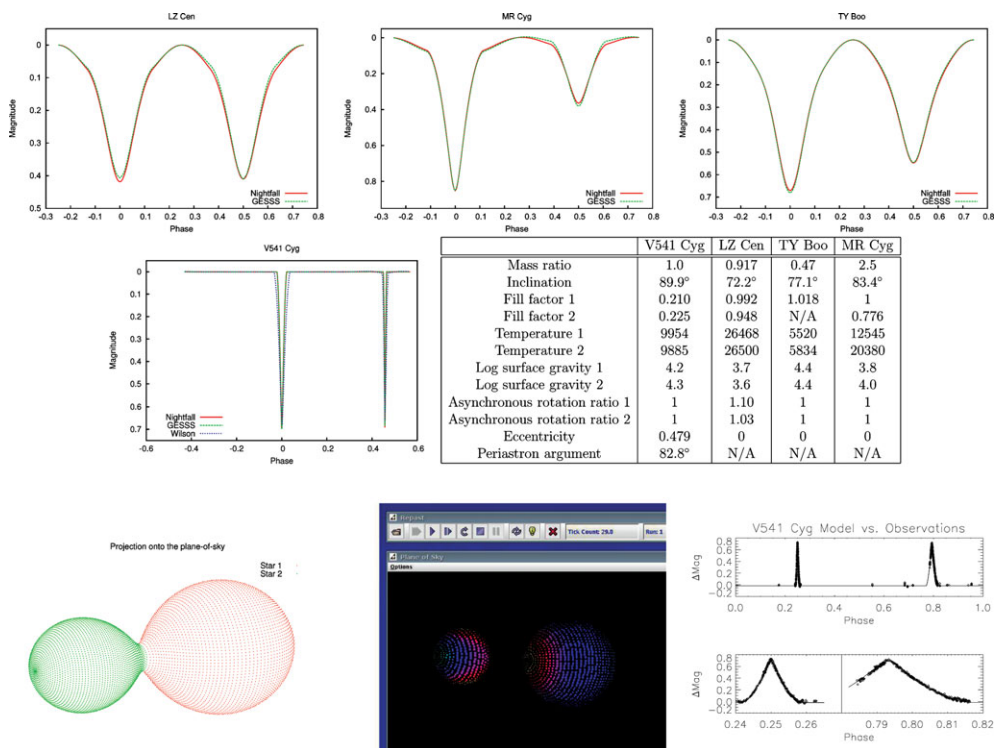 LZ Cen
0
0.1
0.2
0.3
0.4
0.5
Magnitude
Nightfall
GESSS
-0.3 -0.2 -0.1 0 0.1 0.2 0.3 0.4 0.5 0.6 0.7 0.8
Phase
MR Cyg
0
0.2
0.4
0.6
0.8
Magnitude
Nightfall
GESSS
-0.3 -0.2 -0.1 0 0.1 0.2 0.3 0.4 0.5 0.6 0.7 0.8
Phase
TY Boo
0
0.1
0.2
0.3
0.4
0.5
0.6
0.7
Magnitude
Nightfall
GESSS
-0.3 -0.2 -0.1 0 0.1 0.2 0.3 0.4 0.5 0.6 0.7 0.8
Phase
V541 Cyg
0
0.1
0.2
0.3
0.4
0.5
0.6
0.7
Magnitude
Nightfall
GESSS
Wilson
-0.6 -0.4 -0.2 0 0.2 0.4 0.6
Phase
V541 Cyg LZ Cen TY Boo MR Cyg
Mass ratio 1.0 0.917 0.47 2.5
Inclination 89.9° 72.2° 77.1° 83.4°
Fill factor 1 0.210 0.992 1.018 1
Fill factor 2 0.225 0.948 N/A 0.776
Temperature 1 9954 26468 5520 12545
Temperature 2 9885 26500 5834 20380
Log surface gravity 1 4.2 3.7 4.4 3.8
Log surface gravity 2 4.3 3.6 4.4 4.0
Asynchronous rotation ratio 1 1 1.10 1 1
Asynchronous rotation ratio 2 1 1.03 1 1
Eccentricity 0.479 0 0 0
Periastron argument 82.8° N/A N/A N/A
Projection onto the plane-of-sky
Star 1
Star 2
Repast
Tick Count: 29.0
Run: 1
Plane of Sky
Options
V541 Cyg Model vs. Observations
ΔMag
0.8
0.6
0.4
0.2
-0.0
-0.2
0.0 0.2 0.4 0.6 0.8 1.0
Phase
ΔMag
0.8
0.6
0.4
0.2
-0.0
0.24 0.25 0.26 0.79 0.80 0.81 0.82
Phase